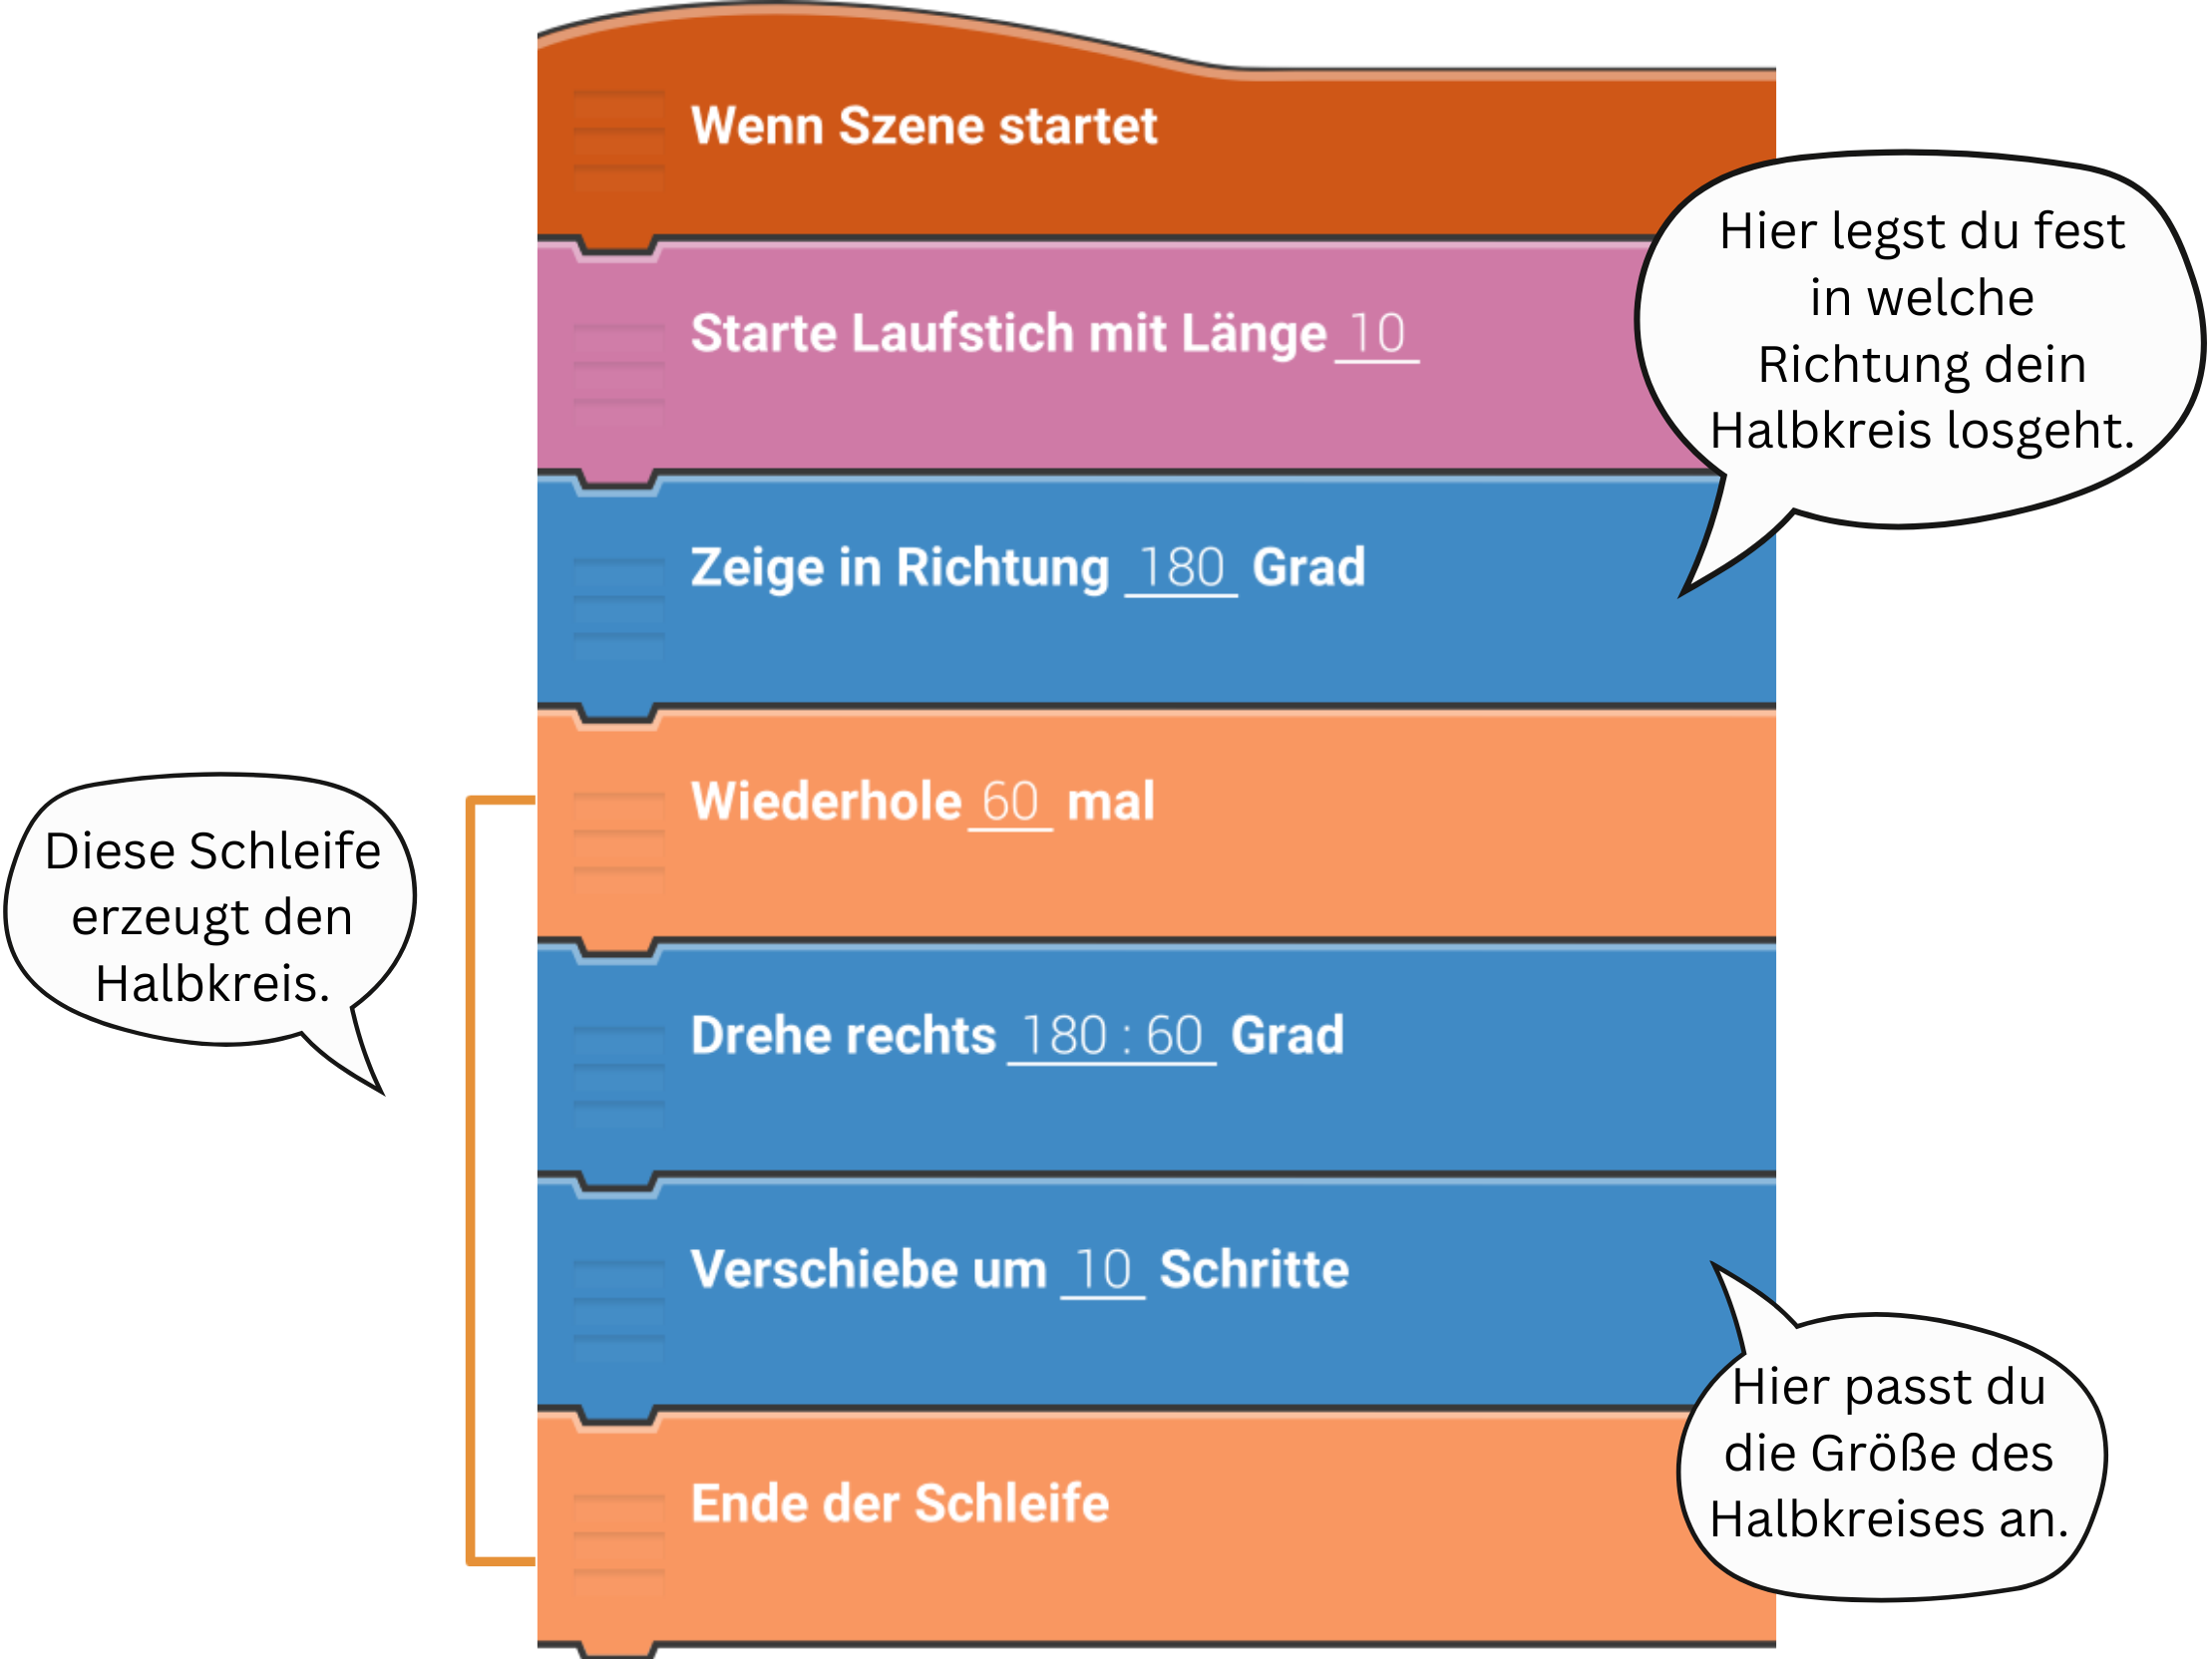 Wenn Szene startet
Hier legst du fest
in welche
Richtung dein
Halbkreis losgeht.
Starte Laufstich mit Länge 10
Zeige in Richtung 180 Grad
Wiederhole 60 mal
Diese Schleife
erzeugt den
Halbkreis.
Drehe rechts 180 : 60 Grad
Verschiebe um 10 Schritte
Hier passt du
die Größe des
Halbkreises an.
Ende der Schleife